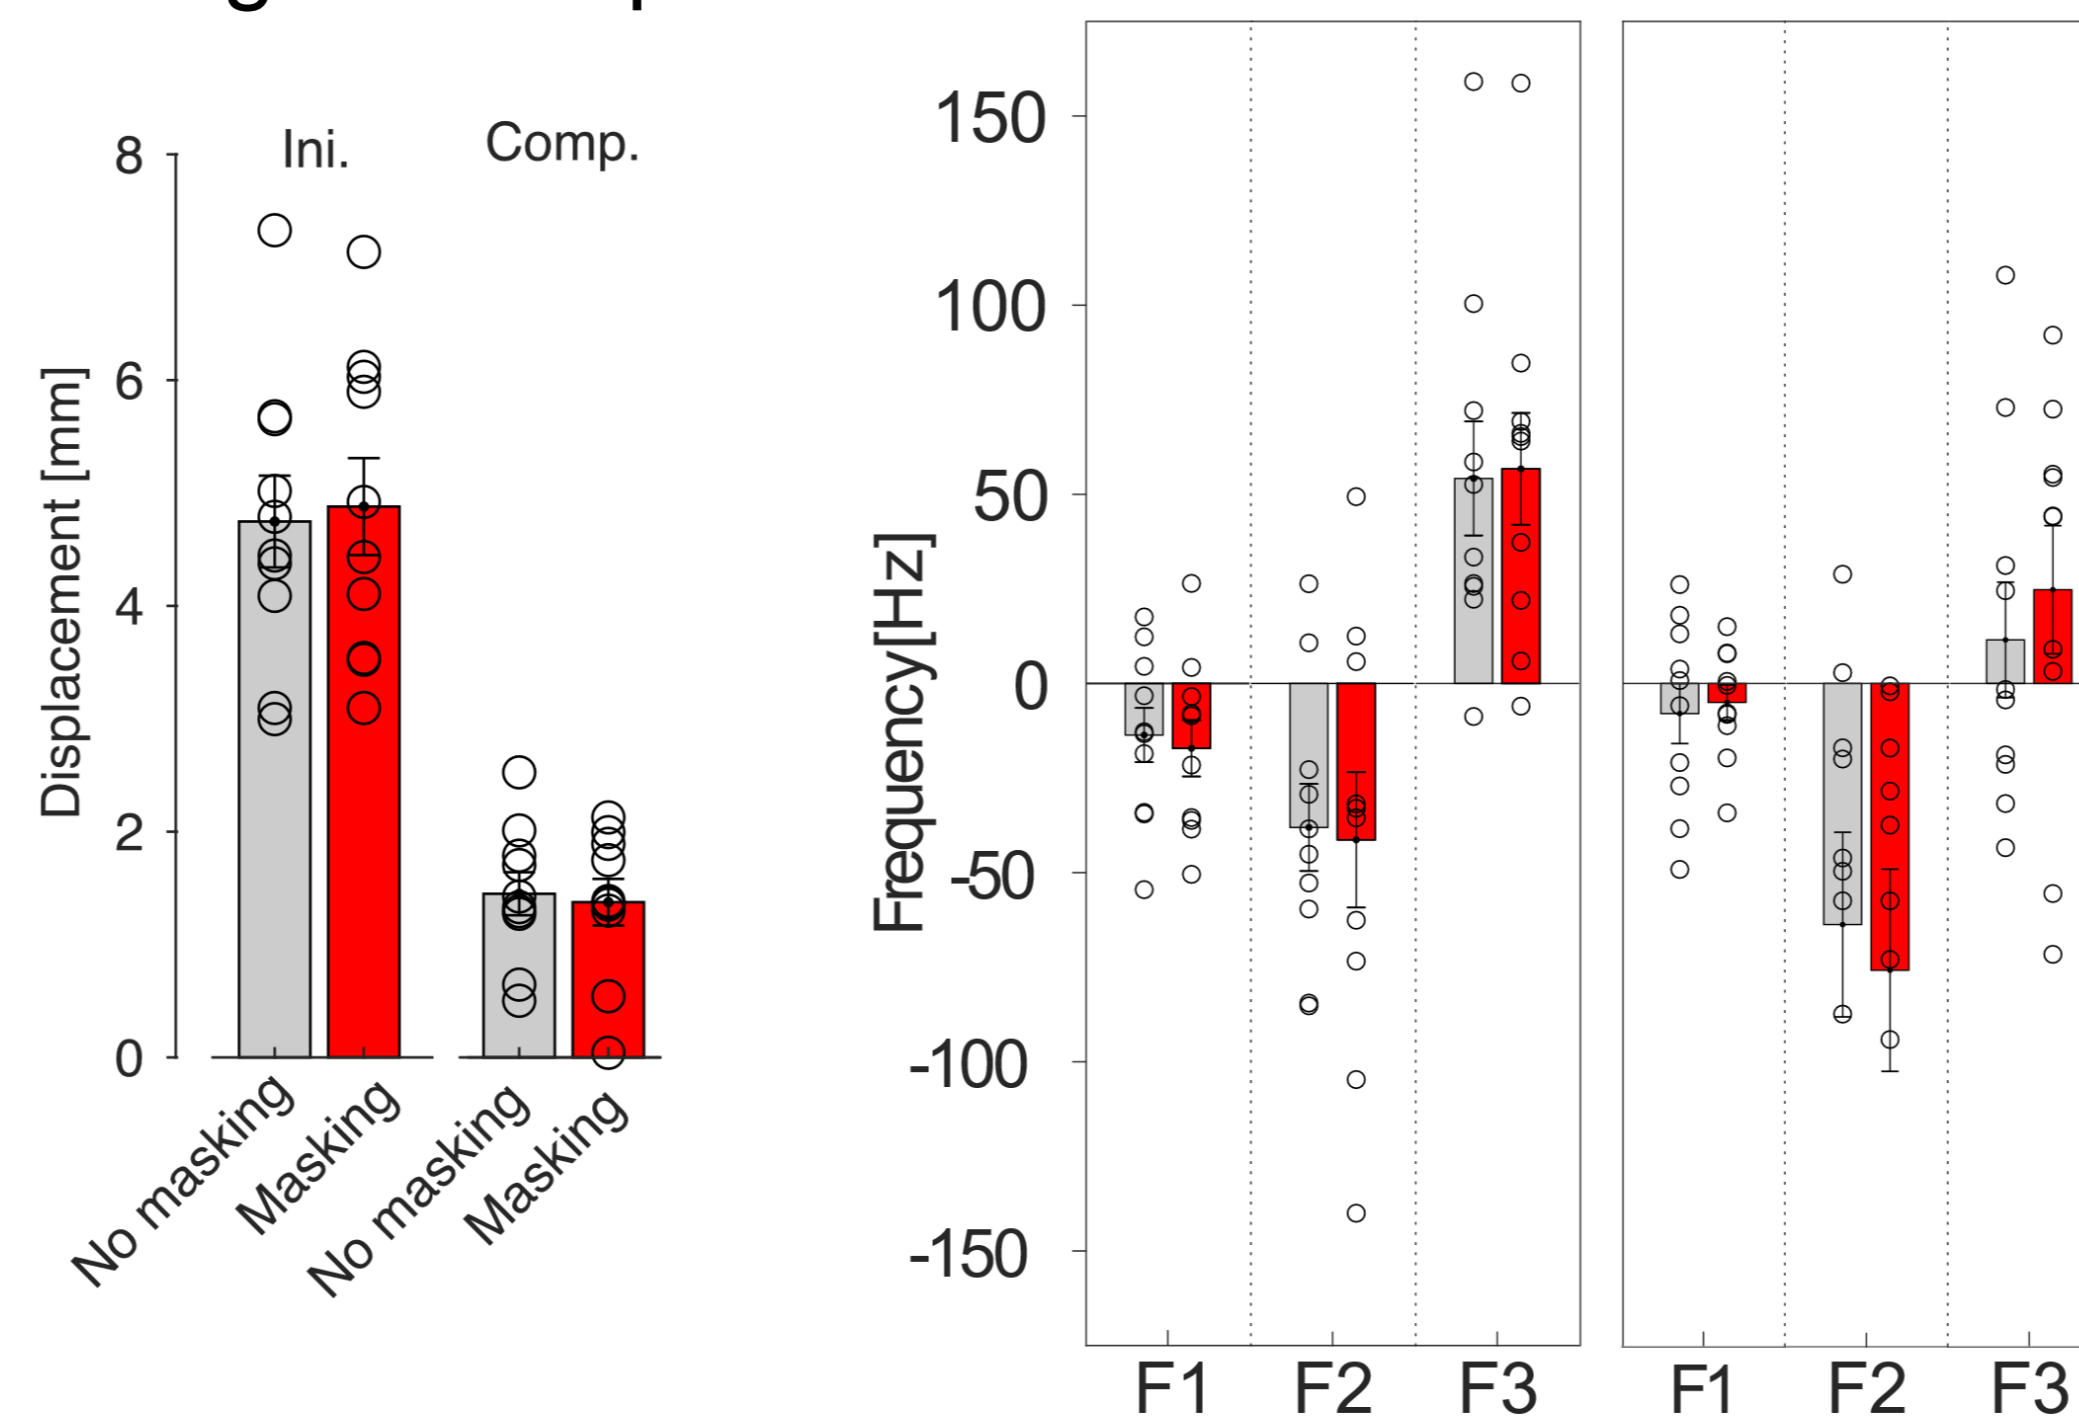 Displacement [mm]
8
6
4
2
0
Ini.
Comp.
No masking
Masking
No masking
Masking
Frequency[Hz]
150
100
50
0
-50
-100
-150
F1
F2
F3
F1
F2
F3